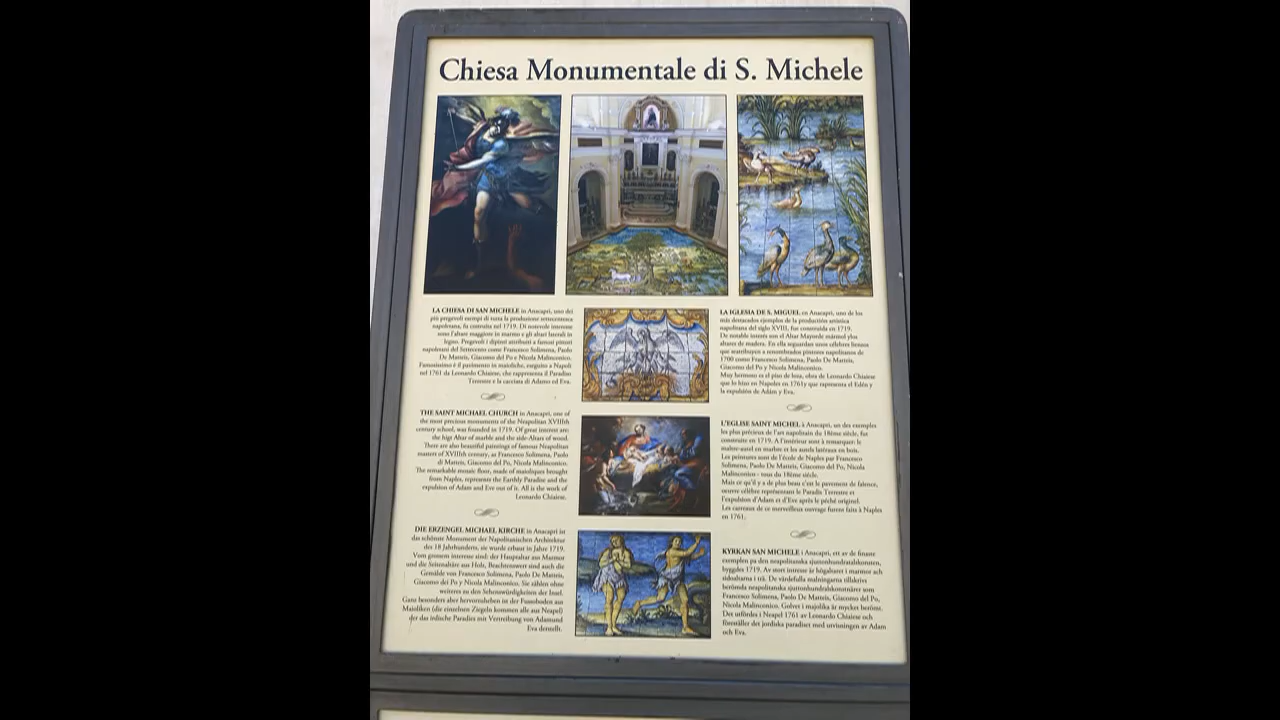 Chiesa Monumentale di S. Michele
LA CHIESA DI SAN MICHELE in Anacapri, uno dei
più pregevoli esempi di tutta la produzione settecentesca
napoletana, fu costruita nel 1719. Di notevole interesse
sono l'altare maggiore in marmo e gli altari laterali in
legno. Pregevoli i dipinti attribuiti a famosi pittori
napoletani del Settecento come Francesco Solimena, Paolo
De Matteis, Giacomo del Po e Nicola Malinconico.
Famosissimo è il pavimento in maioliche, eseguito a Napoli
nel 1761 da Leonardo Chiaiese, che rappresenta il Paradiso
Terrestre e la cacciata di Adamo ed Eva.
THE SAINT MICHAEL CHURCH in Anacapri, one of
the most precious monuments of the Neapolitan XVIIIth
century school, was founded in 1719. Of great interest are:
the higt Altar of marble and the side-Altars of wood.
There are also beautiful paintings of famous Neapolitan
masters of XVIIIth century, as Francesco Solimena, Paolo
di Matteis, Giacomo del Po, Nicola Malinconico.
The remarkable mosaic floor, made of maioliques brought
from Naples, represents the Earthly Paradise and the
expulsion of Adam and Eve out of it. All is the work of
Leonardo Chiaiese.
DIE ERZENGEL MICHAEL KIRCHE in Anacapri ist
das schönste Monument der Napolitanischen Architektur
des 18 Jahrhunderts, sie wurde erbaut in Jahre 1719.
Vom grossem interesse sind: der Hauptaltar aus Marmor
und die Seitenaltäre aus Holz, Beachtenswert sind auch die
Gemälde von Francesco Solimena, Paolo De Matteis,
Giacomo del Po y Nicola Malinconico. Sie zählen ohne
weiteres zu den Sehenswürdigkeiten der Insel.
Ganz besonders aber hervorzuheben ist der Fussboden aus
Maioliken (die einzelnen Ziegeln kommen alle aus Neapel)
der das irdische Paradies mit Vertreibung von Adamund
Eva darstellt.
LA IGLESIA DE S. MIGUEL en Anacapri, uno de los
más destacados ejemplos de la producción artística
napolitana del siglo XVIII, fue construida en 1719.
De notable interés son el Altar Mayorde mármol ylos
altares de madera. En ella seguardan unos célebres lienzos
que seatribuyen a renombrados pintores napolitanos de
1700 como Francesco Solimena, Paolo De Matteis,
Giacomo del Po y Nicola Malinconico.
Muy hermoso es el piso de loza, obra de Leonardo Chiaiese
que lo hizo en Nápoles en 1761y que representa el Edén y
la expulsión de Adám y Eva.
L'EGLISE SAINT MICHEL à Anacapri, un des exemples
les plus précieux de l'art napolitain du 18ème siècle, fut
construite en 1719. A l'intérieur sont à remarquer: le
maître-autel en marbre et les autels latéraux en bois.
Les peintures sont de l'école de Naples par Francesco
Solimena, Paolo De Matteis, Giacomo del Po, Nicola
Malinconico - tous du 18ème siècle.
Mais ce qu'il y a de plus beau c'est le pavement de faïence,
oeuvre célèbre représentant le Paradis Terrestre et
l'expulsion d'Adam et d'Eve après le péché originel.
Les carreaux de ce merveilleux ouvrage furent faits à Naples
en 1761.
KYRKAN SAN MICHELE i Anacapri, ett av de finaste
exemplen pa den neapolitanska sjuttonhundratalskonsten,
byggdes 1719. Av stort intresse är högaltaret i marmor och
sidoaltarna i trä. De värdefulla malningarna tillskrivs
berömda neapolitanska sjuttonhundratalskonstnärer som
Francesco Solimena, Paolo De Matteis, Giacomo del Po,
Nicola Malinconico. Golvet i majolika är mycket berömt.
Det utfördes i Neapel 1761 av Leonardo Chiaiese och
föreställer det jordiska paradiset med utvisningen av Adam
och Eva.